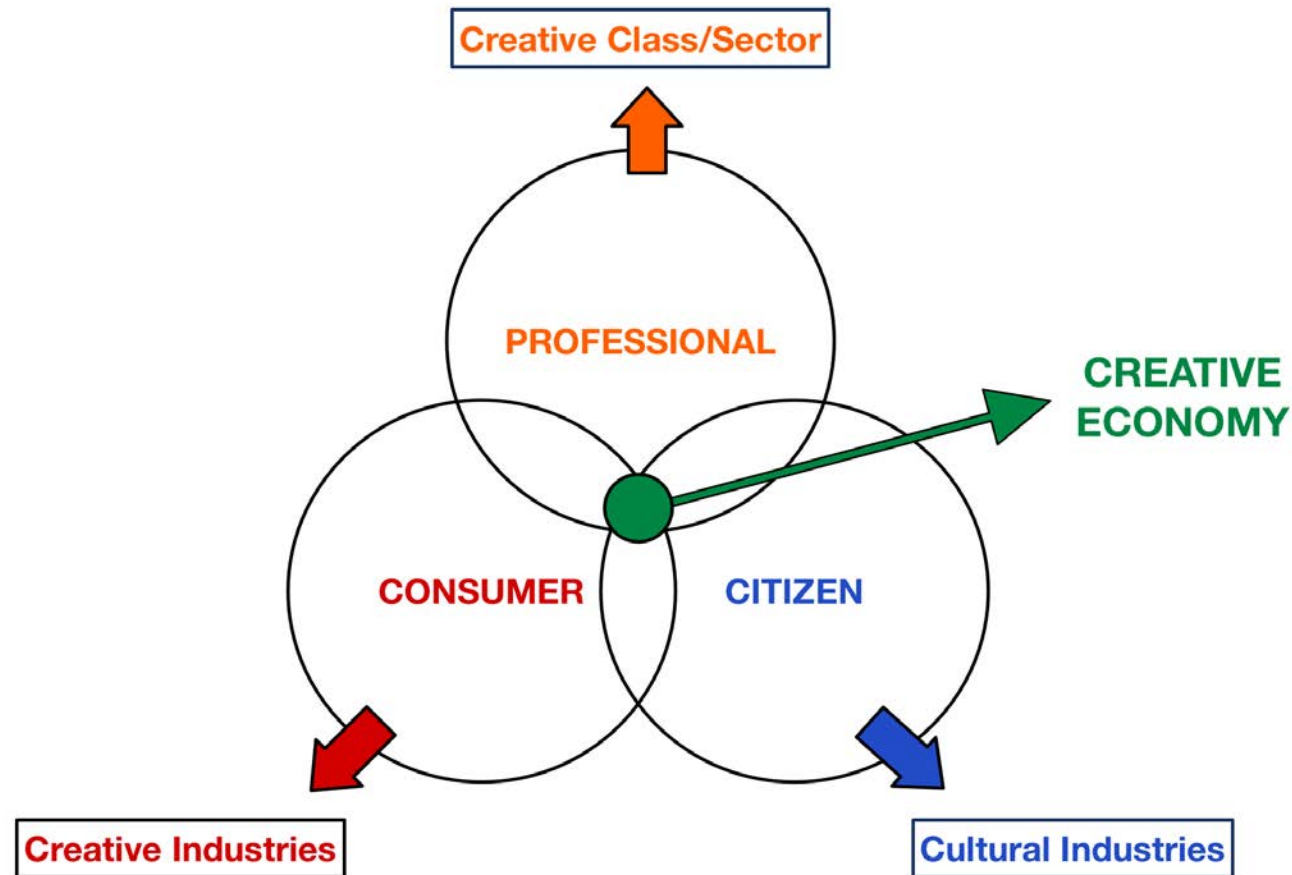 Creative Class/Sector
PROFESSIONAL
CREATIVE
ECONOMY
CONSUMER
CITIZEN
Creative Industries
Cultural Industries